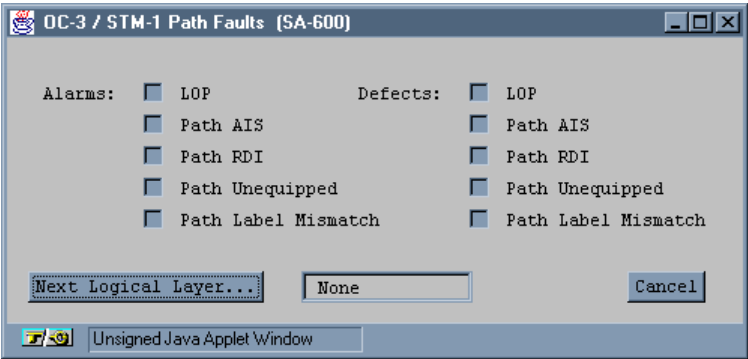 OC-3 / STM-1 Path Faults (SA-600)
Alarms: LOP Defects: LOP
Path AIS Path AIS
Path RDI Path RDI
Path Unequipped Path Unequipped
Path Label Mismatch Path Label Mismatch
Next Logical Layer... None Cancel
Unsigned Java Applet Window